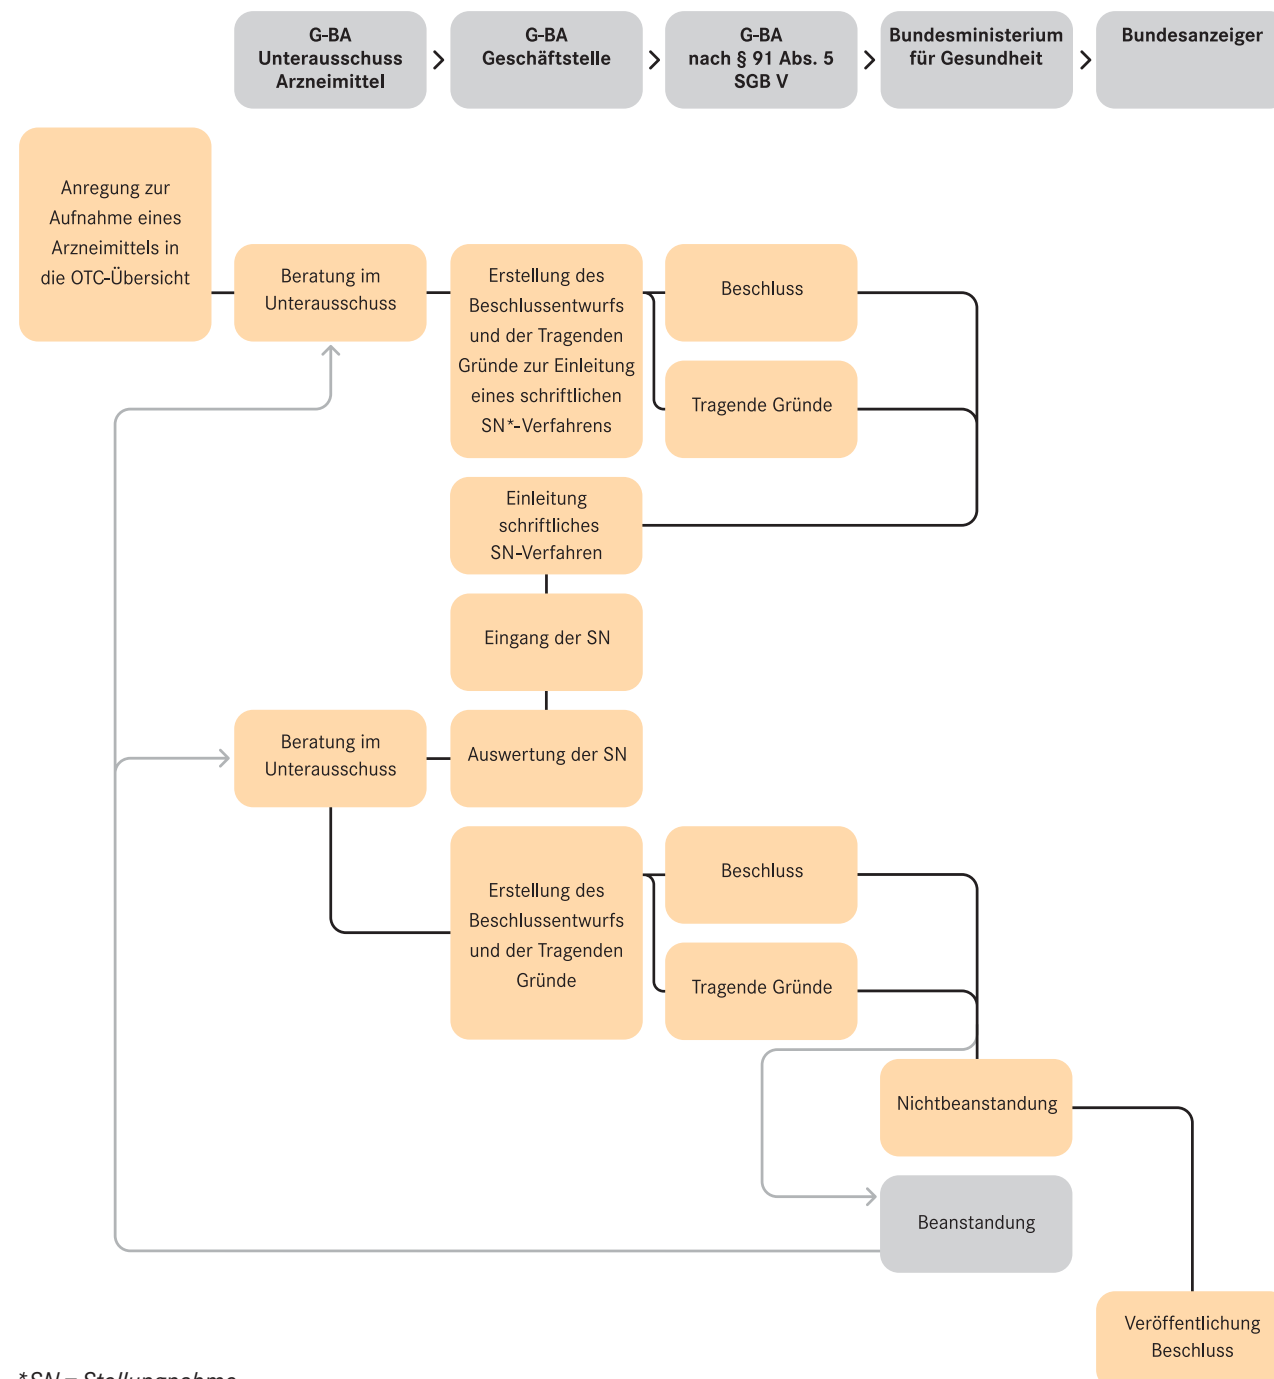 G-BA
Unterausschuss
Arzneimittel
G-BA
Geschäftstelle
G-BA
nach § 91 Abs. 5
SGB V
Bundesministerium
für Gesundheit
Bundesanzeiger
Anregung zur
Aufnahme eines
Arzneimittels in
die OTC-Übersicht
Beratung im
Unterausschuss
Erstellung des
Beschlussentwurfs
und der Tragenden
Gründe zur Einleitung
eines schriftlichen
SN*-Verfahrens
Beschluss
Tragende Gründe
Einleitung
schriftliches
SN-Verfahren
Eingang der SN
Beratung im
Unterausschuss
Auswertung der SN
Erstellung des
Beschlussentwurfs
und der Tragenden
Gründe
Beschluss
Tragende Gründe
Nichtbeanstandung
Beanstandung
Veröffentlichung
Beschluss
*SN = Stellungnahme